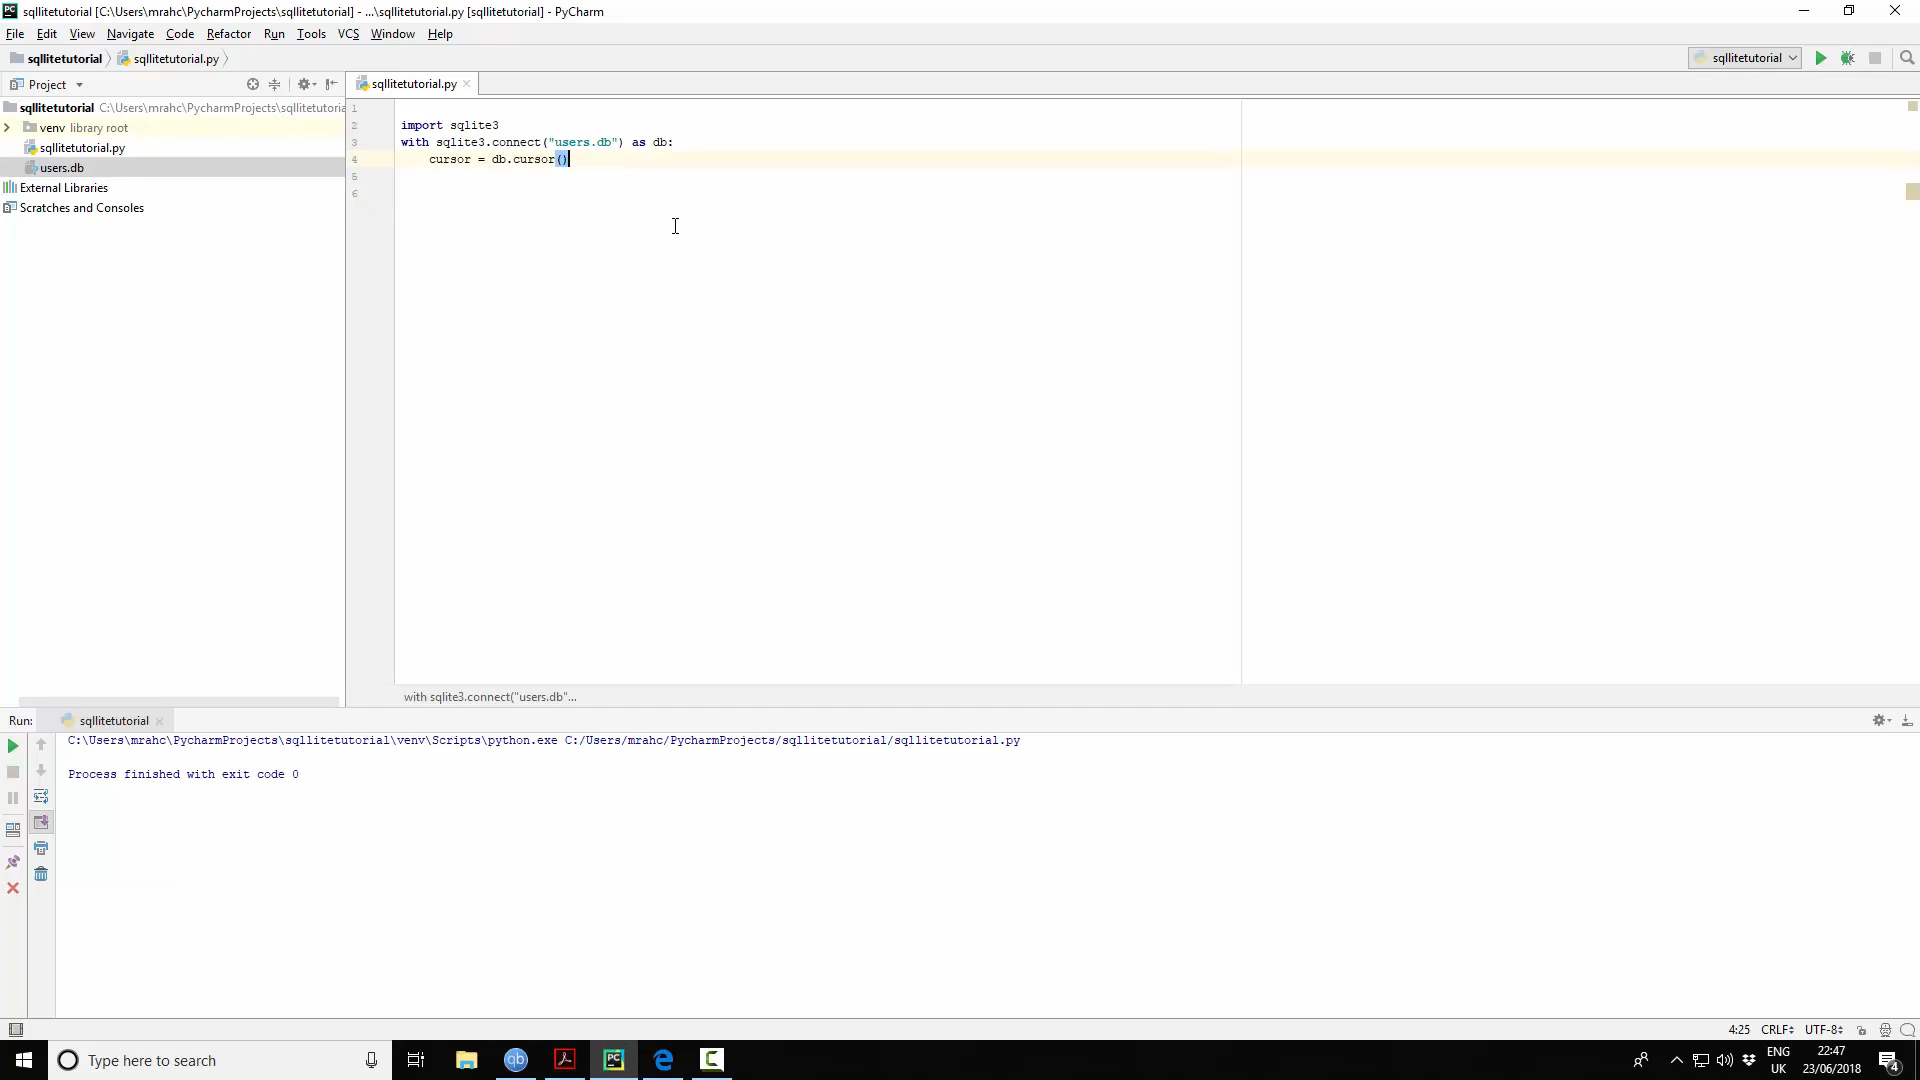 sqllitetutorial [C:\Users\mrahc\PycharmProjects\sqllitetutorial] - ...\sqllitetutorial.py [sqllitetutorial] - PyCharm
File Edit View Navigate Code Refactor Run Tools VCS Window Help
sqllitetutorial sqllitetutorial.py
sqllitetutorial
Project
sqllitetutorial.py
sqllitetutorial C:\Users\mrahc\PycharmProjects\sqllitetutoria
venv library root
sqllitetutorial.py
users.db
External Libraries
Scratches and Consoles
1
2 import sqlite3
3 with sqlite3.connect("users.db") as db:
4 cursor = db.cursor()
5
6
with sqlite3.connect("users.db"...
Run: sqllitetutorial
C:\Users\mrahc\PycharmProjects\sqllitetutorial\venv\Scripts\python.exe C:/Users/mrahc/PycharmProjects/sqllitetutorial/sqllitetutorial.py
Process finished with exit code 0
4:25 CRLF UTF-8
Type here to search
qb
PC
ENG
UK
22:47
23/06/2018
4